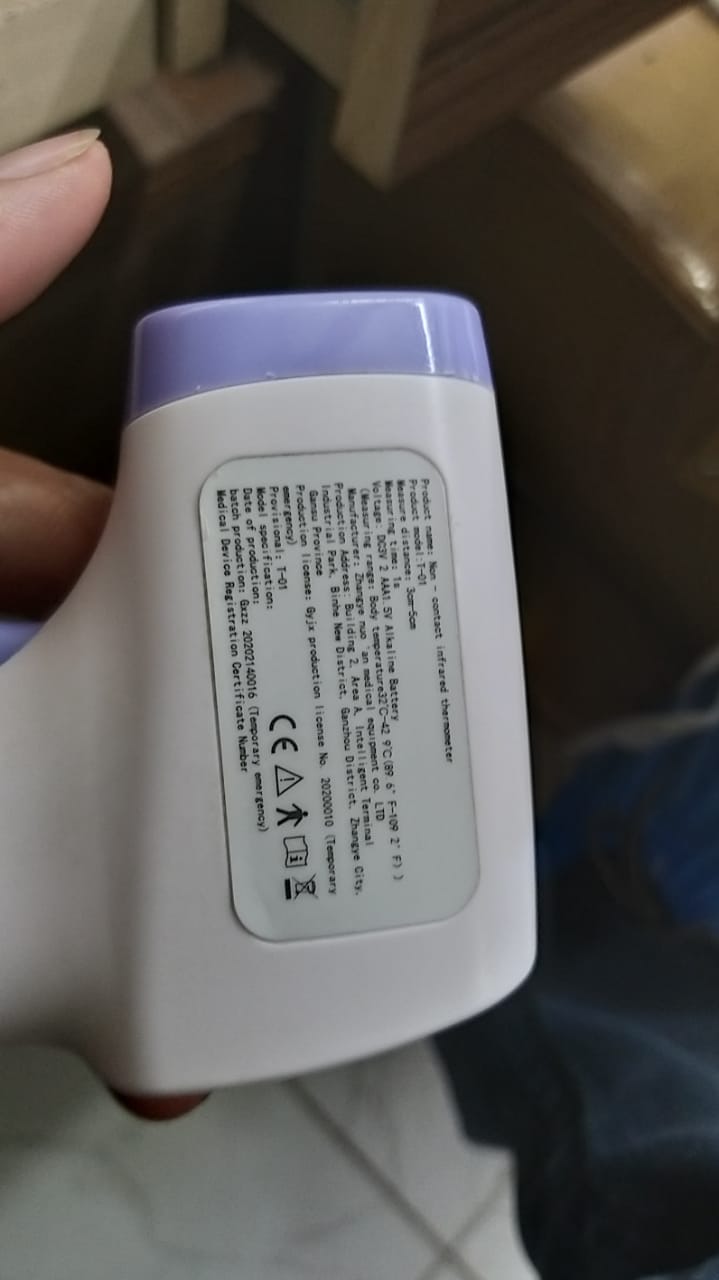 Product name: Non - contact infrared thermometer
Product model:T-01
Measure distance: 3cm-5cm
Measuring time: 1s
Voltage: DC3V 2 AAA1.5V Alkaline Battery
(Measuring range: Body temperature32℃-42.9℃(89.6°F-109.2°F) )
Manufacturer: Zhangye nuo an medical equipment co. LTD
Production Address: Building 2, Area A, Intelligent Terminal
Industrial Park, Binhe New District, Ganzhou District, Zhangye City,
Gansu Province
Production license: Gyjx production license No. 20200010 (Temporary
emergency)
Provisional: T-01
Model specification:
Date of production:
batch production: Gxzz 20202140016 (Temporary emergency)
Medical Device Registration Certificate Number
CE